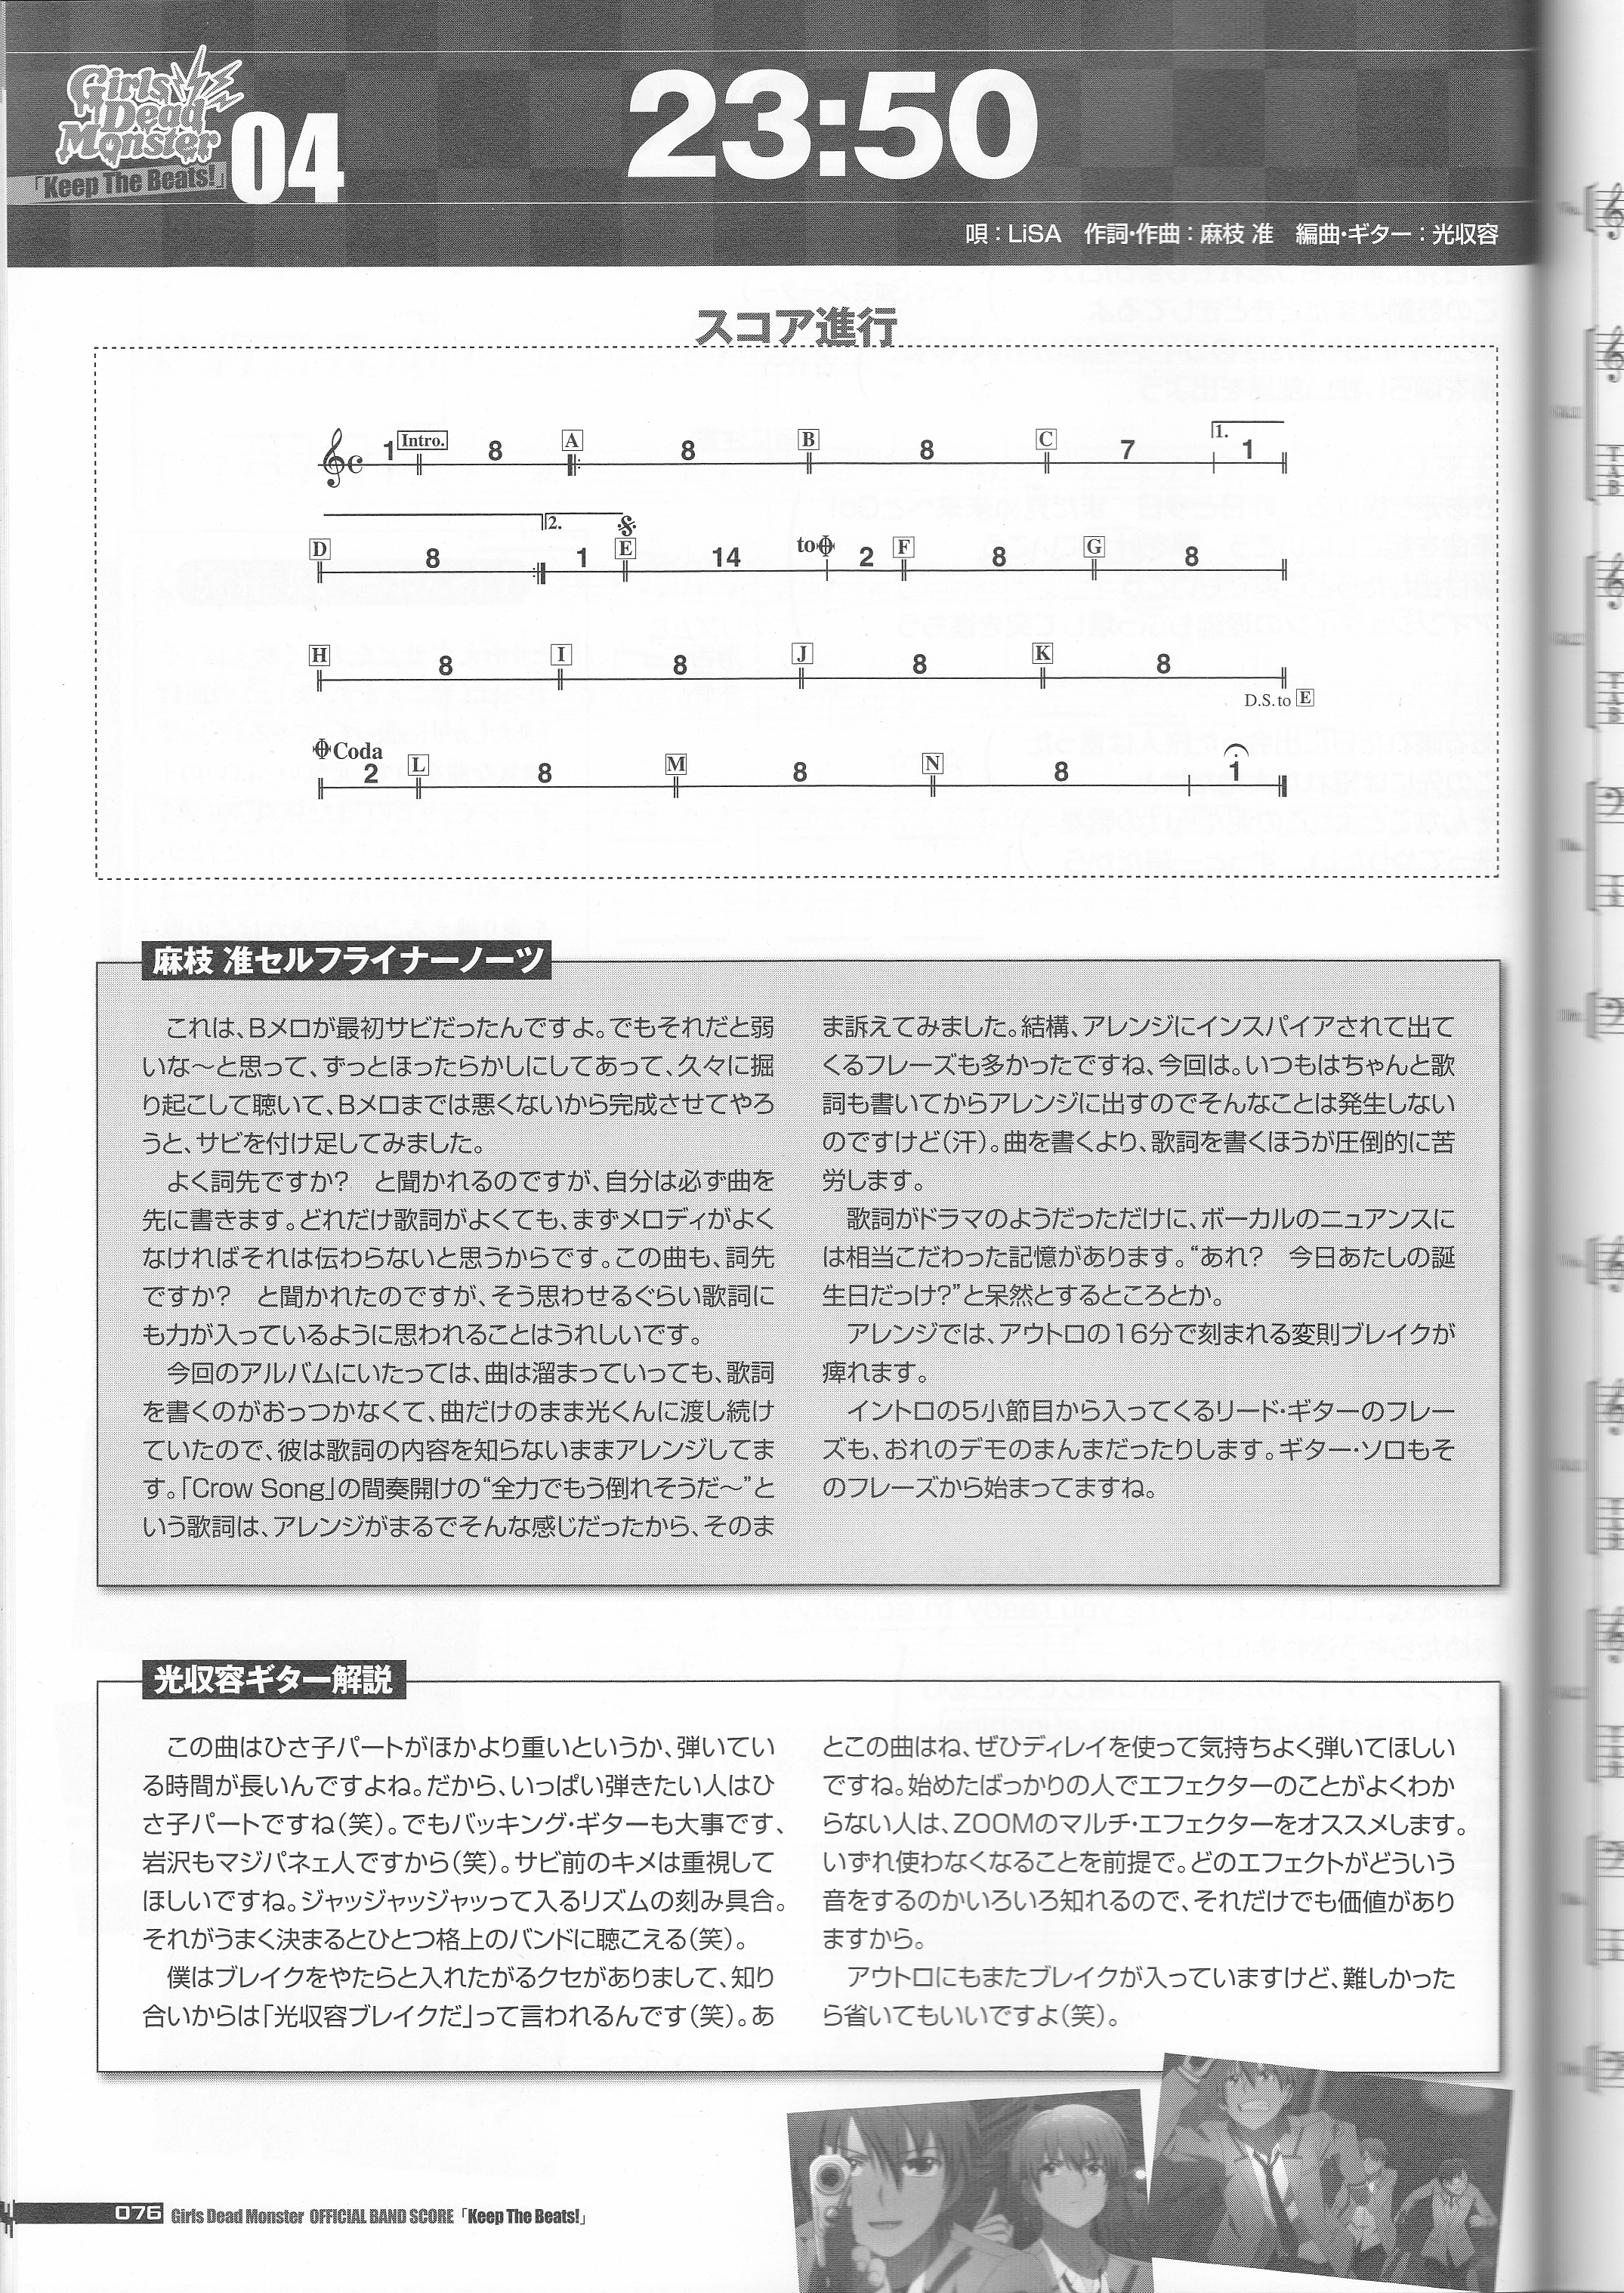 Girls
Dead
Monster
「Keep The Beats!」
04
23:50
唄：LiSA　作詞・作曲：麻枝 准　編曲・ギター：光収容
スコア進行
1 Intro. 8 A 8 B 8 C 7 1. 1
D 8 2. 1 E 14 to 2 F 8 G 8
H 8 I 8 J 8 K 8
D.S. to E
Coda
2 L 8 M 8 N 8 1
麻枝 准セルフライナーノーツ
これは、Bメロが最初サビだったんですよ。でもそれだと弱
いな〜と思って、ずっとほったらかしにしてあって、久々に掘
り起こして聴いて、Bメロまでは悪くないから完成させてやろ
うと、サビを付け足してみました。
よく詞先ですか?　と聞かれるのですが、自分は必ず曲を
先に書きます。どれだけ歌詞がよくても、まずメロディがよく
なければそれは伝わらないと思うからです。この曲も、詞先
ですか?　と聞かれたのですが、そう思わせるぐらい歌詞に
も力が入っているように思われることはうれしいです。
今回のアルバムにいたっては、曲は溜まっていっても、歌詞
を書くのがおっつかなくて、曲だけのまま光くんに渡し続け
ていたので、彼は歌詞の内容を知らないままアレンジしてま
す。「Crow Song」の間奏開けの“全力でもう倒れそうだ〜”と
いう歌詞は、アレンジがまるでそんな感じだったから、そのま
ま訴えてみました。結構、アレンジにインスパイアされて出て
くるフレーズも多かったですね、今回は。いつもはちゃんと歌
詞も書いてからアレンジに出すのでそんなことは発生しない
のですけど(汗)。曲を書くより、歌詞を書くほうが圧倒的に苦
労します。
歌詞がドラマのようだっただけに、ボーカルのニュアンスに
は相当こだわった記憶があります。“あれ?　今日あたしの誕
生日だっけ?”と呆然とするところとか。
アレンジでは、アウトロの16分で刻まれる変則ブレイクが
痺れます。
イントロの5小節目から入ってくるリード・ギターのフレー
ズも、おれのデモのまんまだったりします。ギター・ソロもそ
のフレーズから始まってますね。
光収容ギター解説
この曲はひさ子パートがほかより重いというか、弾いてい
る時間が長いんですよね。だから、いっぱい弾きたい人はひ
さ子パートですね(笑)。でもバッキング・ギターも大事です、
岩沢もマジパネェ人ですから(笑)。サビ前のキメは重視して
ほしいですね。ジャッジャッジャッって入るリズムの刻み具合。
それがうまく決まるとひとつ格上のバンドに聴こえる(笑)。
僕はブレイクをやたらと入れたがるクセがありまして、知り
合いからは「光収容ブレイクだ」って言われるんです(笑)。あ
とこの曲はね、ぜひディレイを使って気持ちよく弾いてほしい
ですね。始めたばっかりの人でエフェクターのことがよくわか
らない人は、ZOOMのマルチ・エフェクターをオススメします。
いずれ使わなくなることを前提で。どのエフェクトがどういう
音をするのかいろいろ知れるので、それだけでも価値があり
ますから。
アウトロにもまたブレイクが入っていますけど、難しかった
ら省いてもいいですよ(笑)。
076 Girls Dead Monster OFFICIAL BAND SCORE「Keep The Beats!」